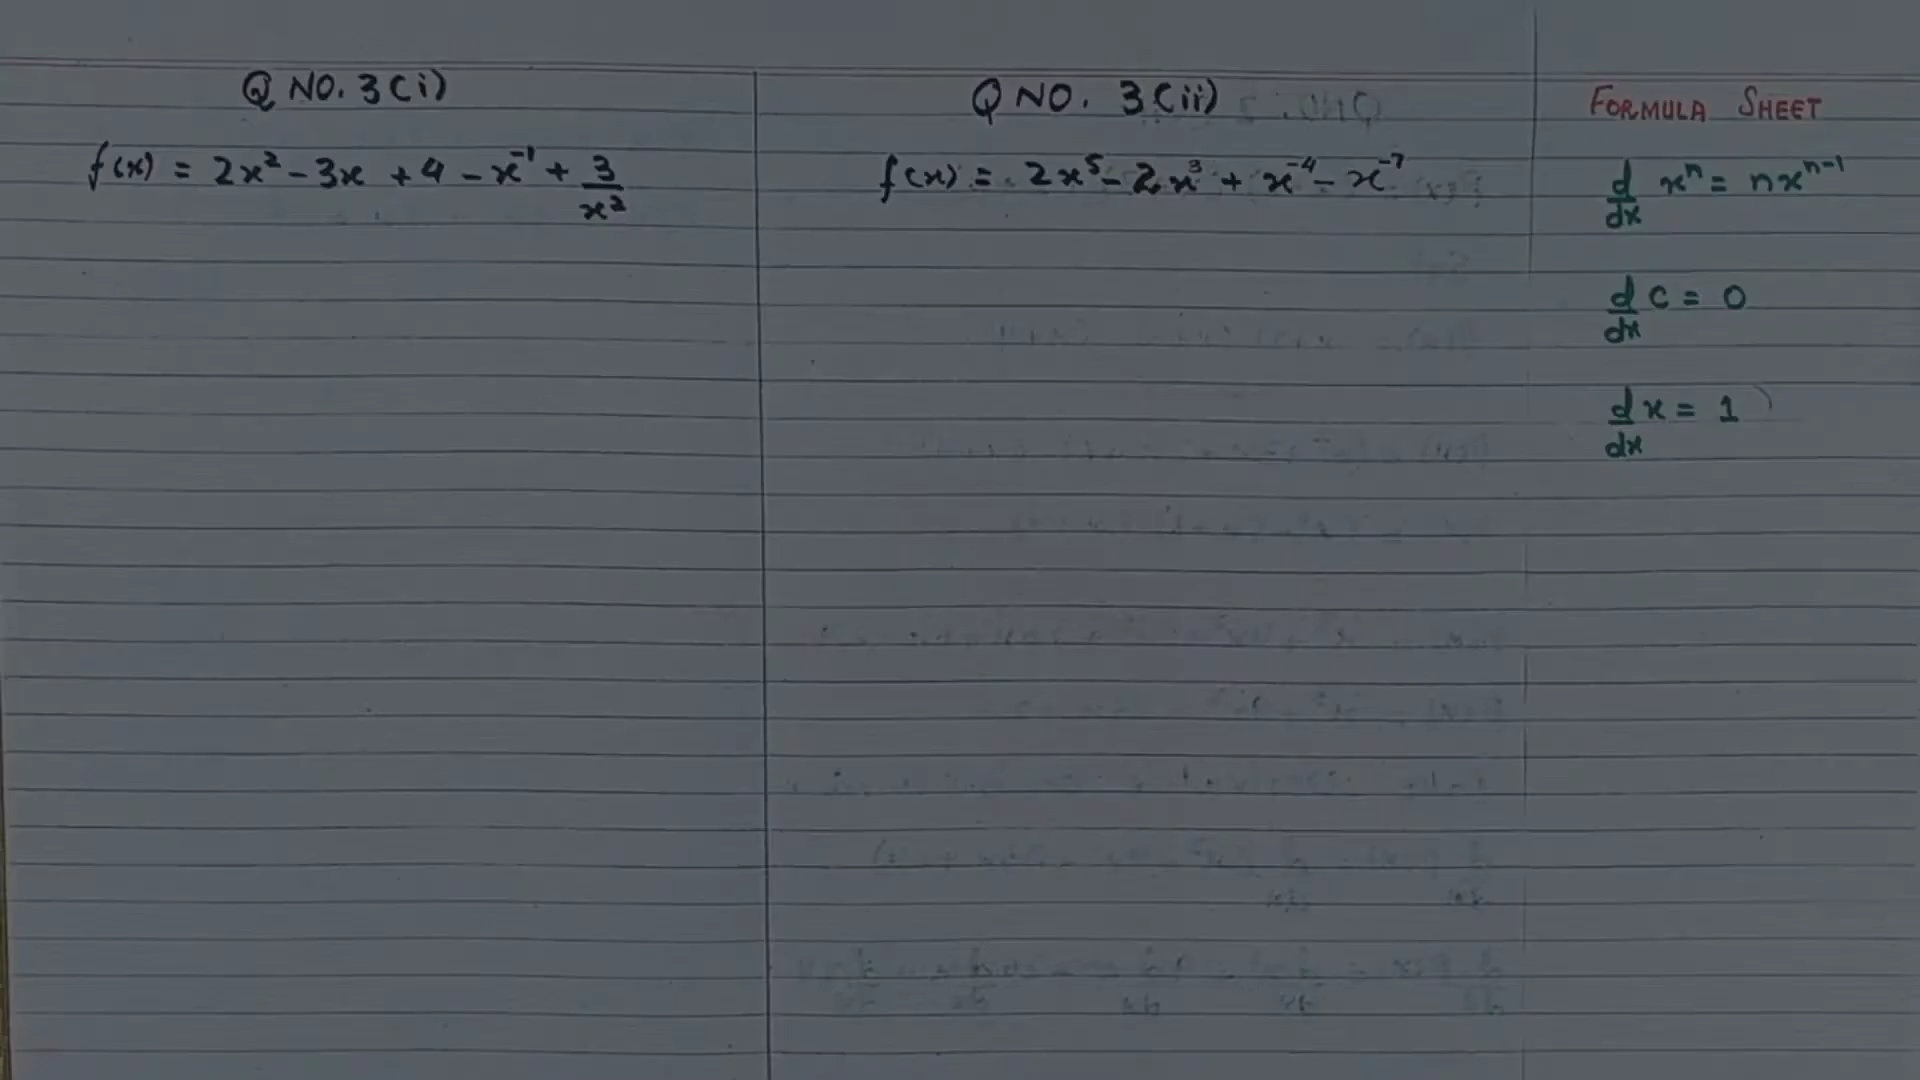 Q NO. 3(i)
f(x) = 2x² - 3x + 4 - x⁻¹ + 3/x²
Q NO. 3(ii)
f(x) = 2x⁵ - 2x³ + x⁻⁴ - x⁻⁷
FORMULA SHEET
d/dx xⁿ = nxⁿ⁻¹
d/dx c = 0
d/dx x = 1